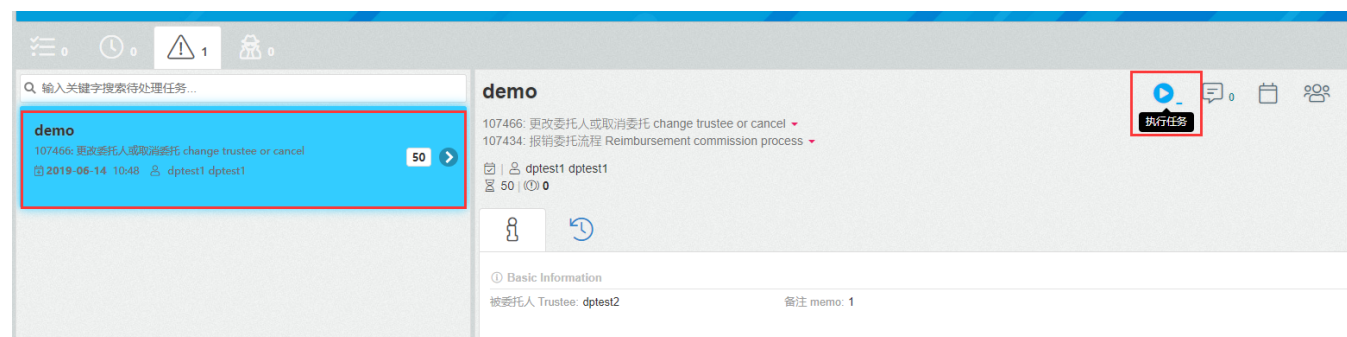 0 0 1 0
输入关键字搜索待处理任务...
demo
107466: 更改委托人或取消委托 change trustee or cancel
50
2019-06-14 10:48 dptest1 dptest1
demo
0
执行任务
107466: 更改委托人或取消委托 change trustee or cancel
107434: 报销委托流程 Reimbursement commission process
| dptest1 dptest1
50 | 0
Basic Information
被委托人 Trustee: dptest2 备注 memo: 1